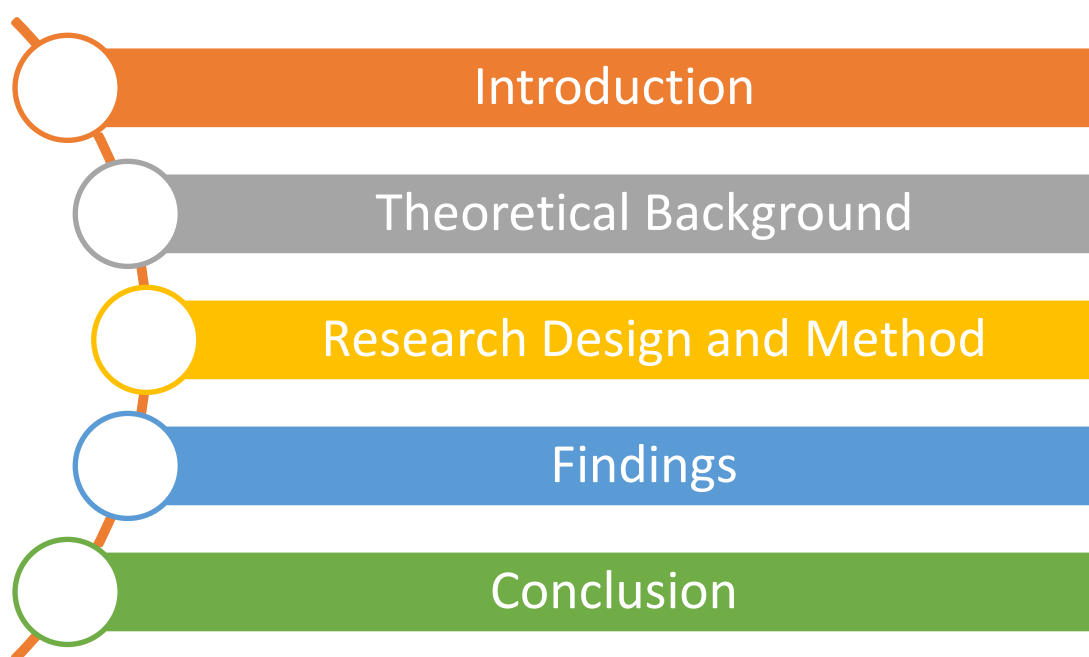 Introduction
Theoretical Background
Research Design and Method
Findings
Conclusion